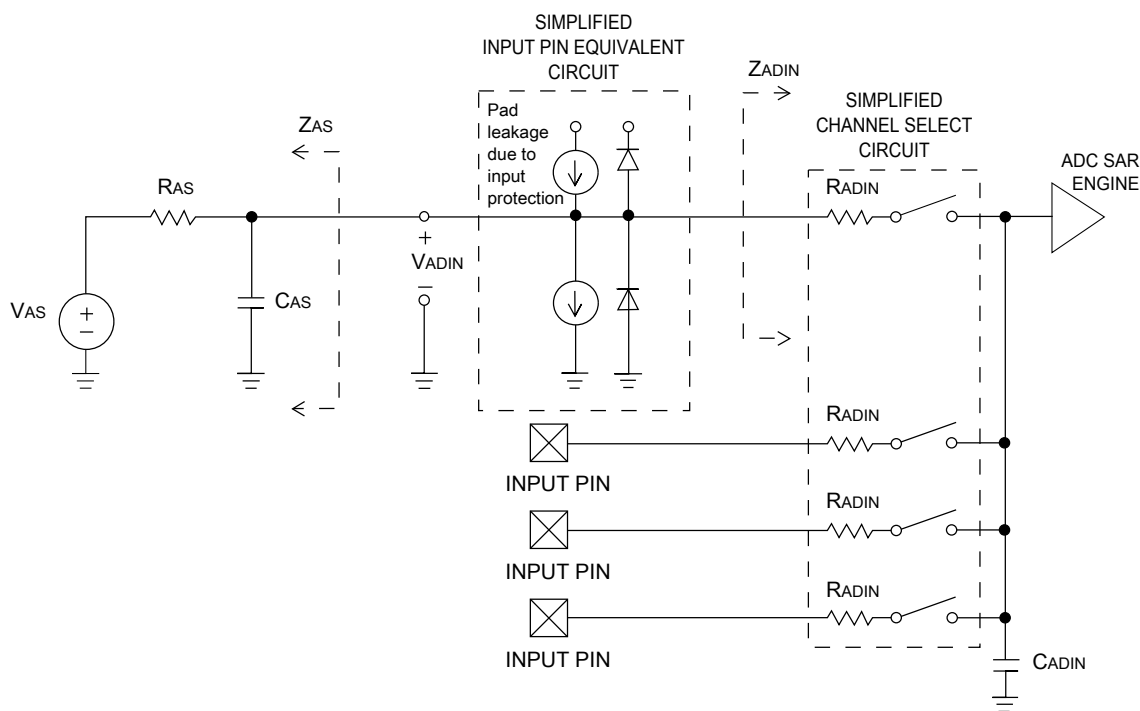 SIMPLIFIED
INPUT PIN EQUIVALENT
CIRCUIT
Pad
leakage
due to
input
protection
ZAS
RAS
VAS
+
−
CAS
+
VADIN
−
ZADIN
SIMPLIFIED
CHANNEL SELECT
CIRCUIT
RADIN
ADC SAR
ENGINE
RADIN
INPUT PIN
RADIN
INPUT PIN
RADIN
INPUT PIN
CADIN